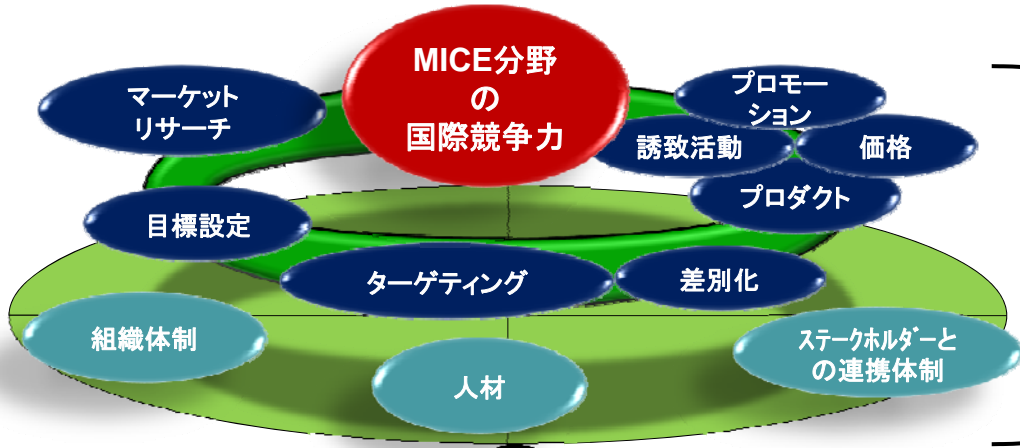 MICE分野
の
国際競争力
マーケット
リサーチ
プロモー
ション
誘致活動
価格
プロダクト
目標設定
ターゲティング
差別化
組織体制
人材
ステークホルダーと
の連携体制